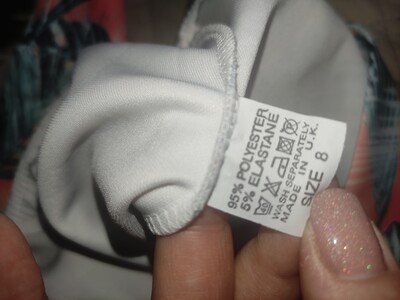 95% POLYESTER
5% ELASTANE
WASH SEPARATELY
MADE IN U.K.
SIZE 8